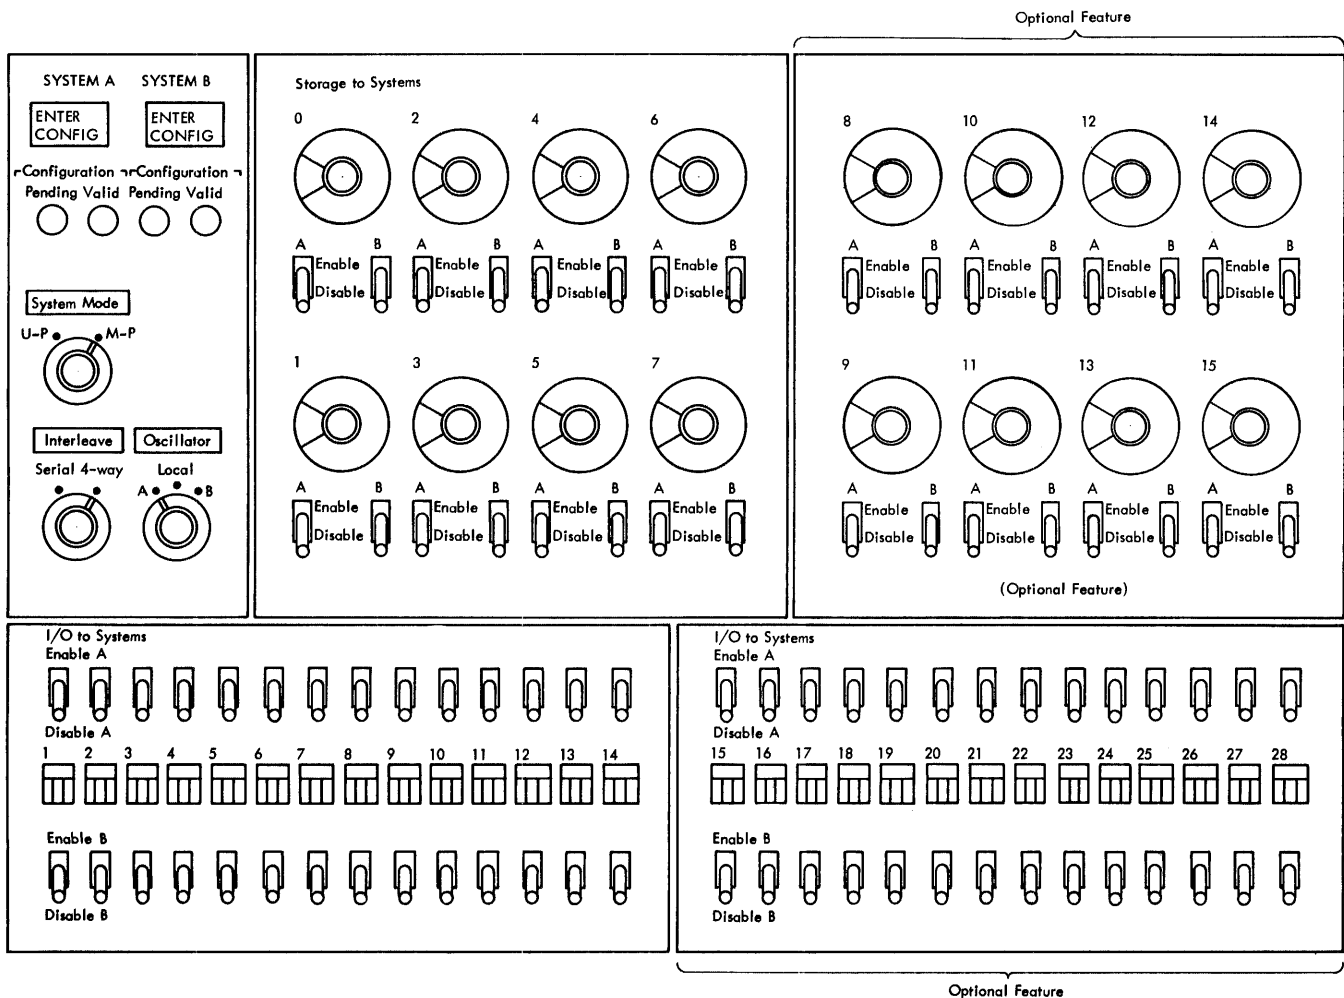 Optional Feature
SYSTEM A SYSTEM B
ENTER CONFIG
ENTER CONFIG
Configuration Configuration
Pending Valid Pending Valid
System Mode
U-P M-P
Interleave Oscillator
Serial 4-way Local
A B
Storage to Systems
0 2 4 6
A B A B A B A B
Enable Enable Enable Enable
Disable Disable Disable Disable
1 3 5 7
A B A B A B A B
Enable Enable Enable Enable
Disable Disable Disable Disable
8 10 12 14
A B A B A B A B
Enable Enable Enable Enable
Disable Disable Disable Disable
9 11 13 15
A B A B A B A B
Enable Enable Enable Enable
Disable Disable Disable Disable
(Optional Feature)
I/O to Systems
Enable A
Disable A
1 2 3 4 5 6 7 8 9 10 11 12 13 14
Enable B
Disable B
I/O to Systems
Enable A
Disable A
15 16 17 18 19 20 21 22 23 24 25 26 27 28
Enable B
Disable B
Optional Feature